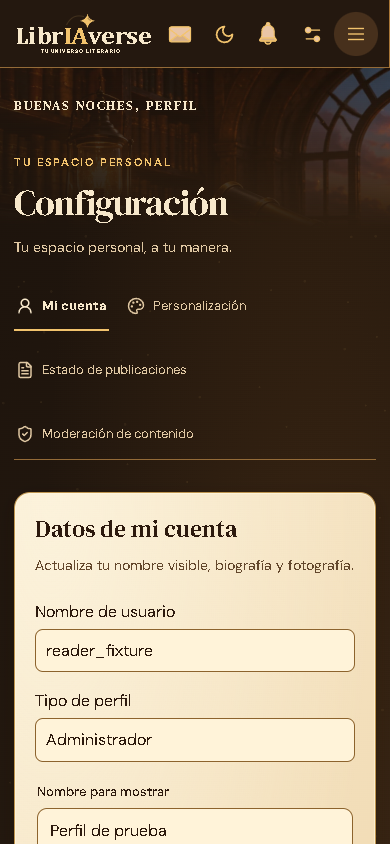 LibrIAverse
TU UNIVERSO LITERARIO
BUENAS NOCHES, PERFIL
TU ESPACIO PERSONAL
Configuración
Tu espacio personal, a tu manera.
Mi cuenta
Personalización
Estado de publicaciones
Moderación de contenido
Datos de mi cuenta
Actualiza tu nombre visible, biografía y fotografía.
Nombre de usuario
reader_fixture
Tipo de perfil
Administrador
Nombre para mostrar
Perfil de prueba